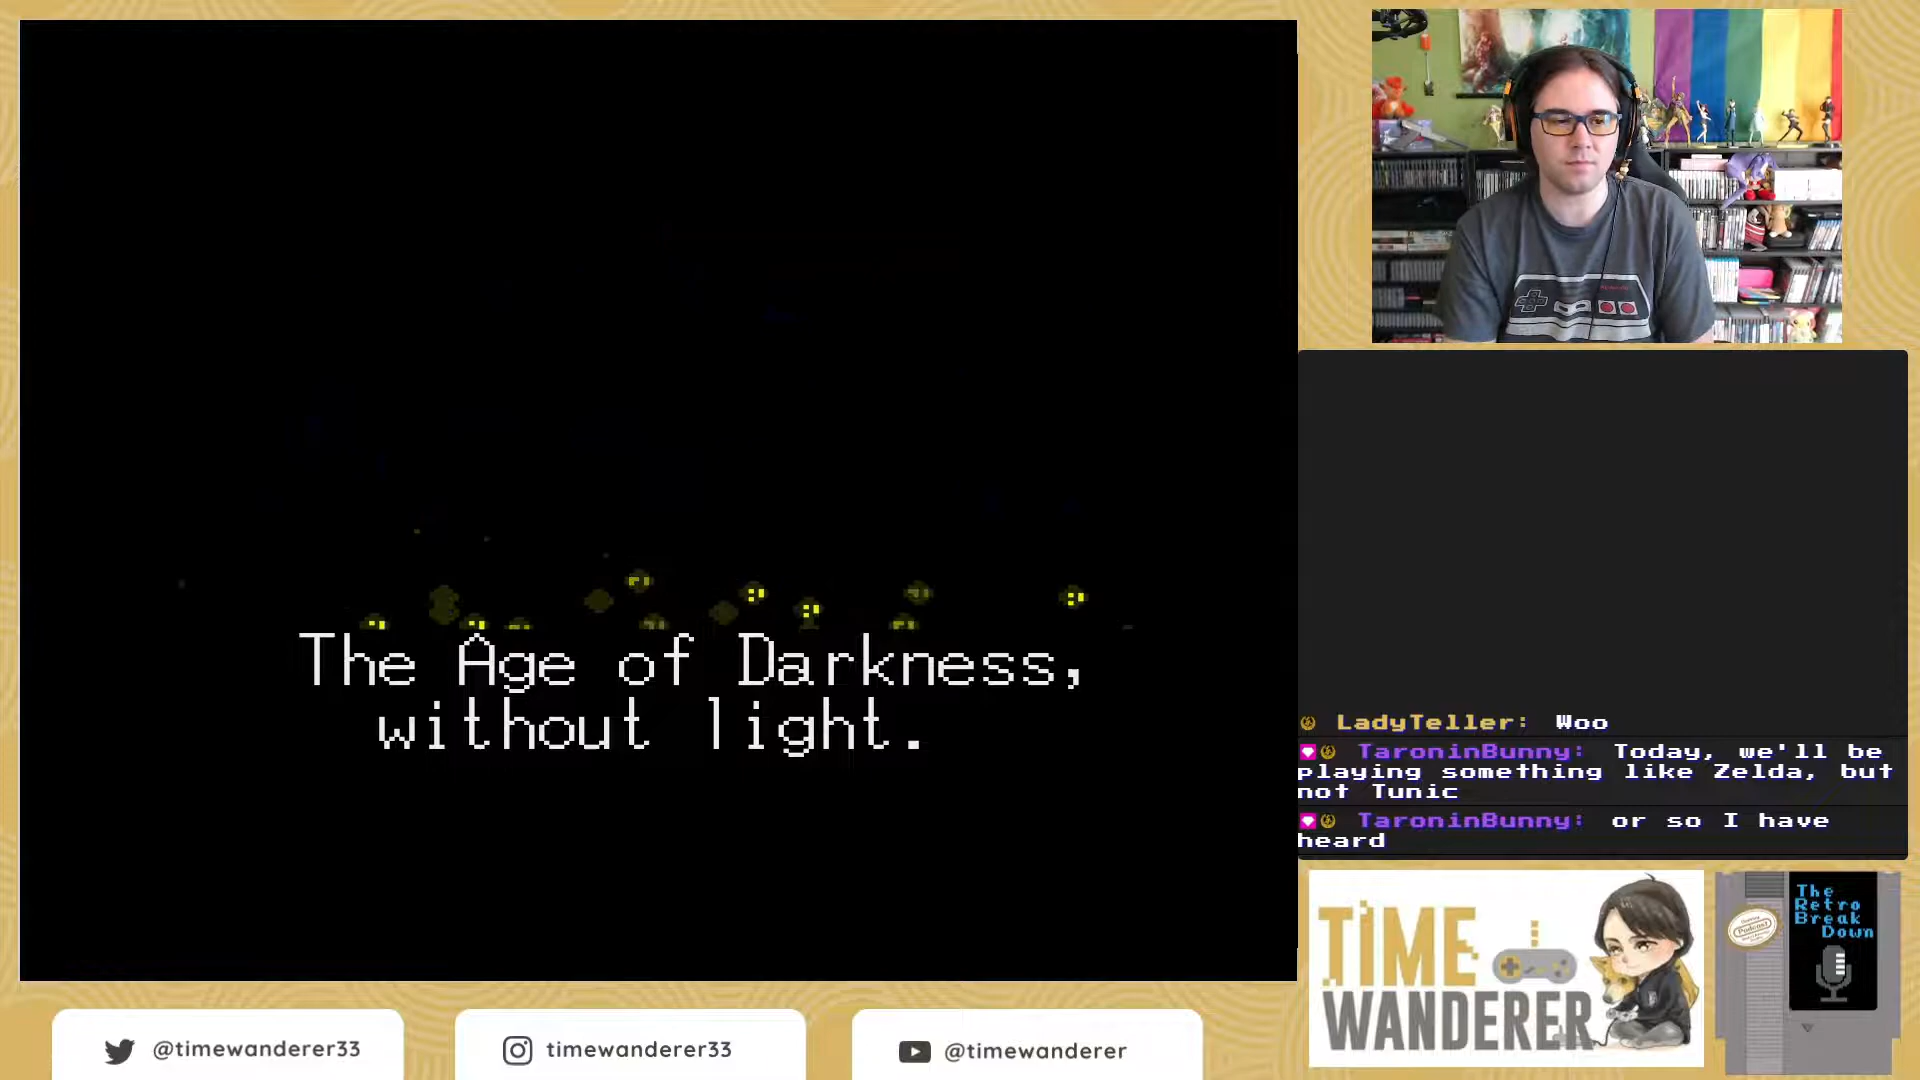 The Age of Darkness,
without light.
LadyTeller: Woo
TaroninBunny: Today, we'll be
playing something like Zelda, but
not Tunic
TaroninBunny: or so I have
heard
TIME
WANDERER
The
Retro
Break
Down
Podcast
@timewanderer33
timewanderer33
@timewanderer